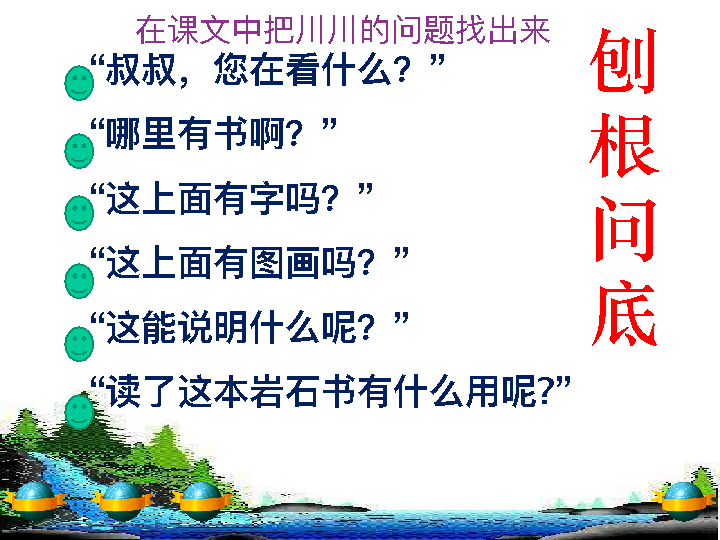 在课文中把川川的问题找出来
“叔叔，您在看什么？”
“哪里有书啊？”
“这上面有字吗？”
“这上面有图画吗？”
“这能说明什么呢？”
“读了这本岩石书有什么用呢?”
刨根问底